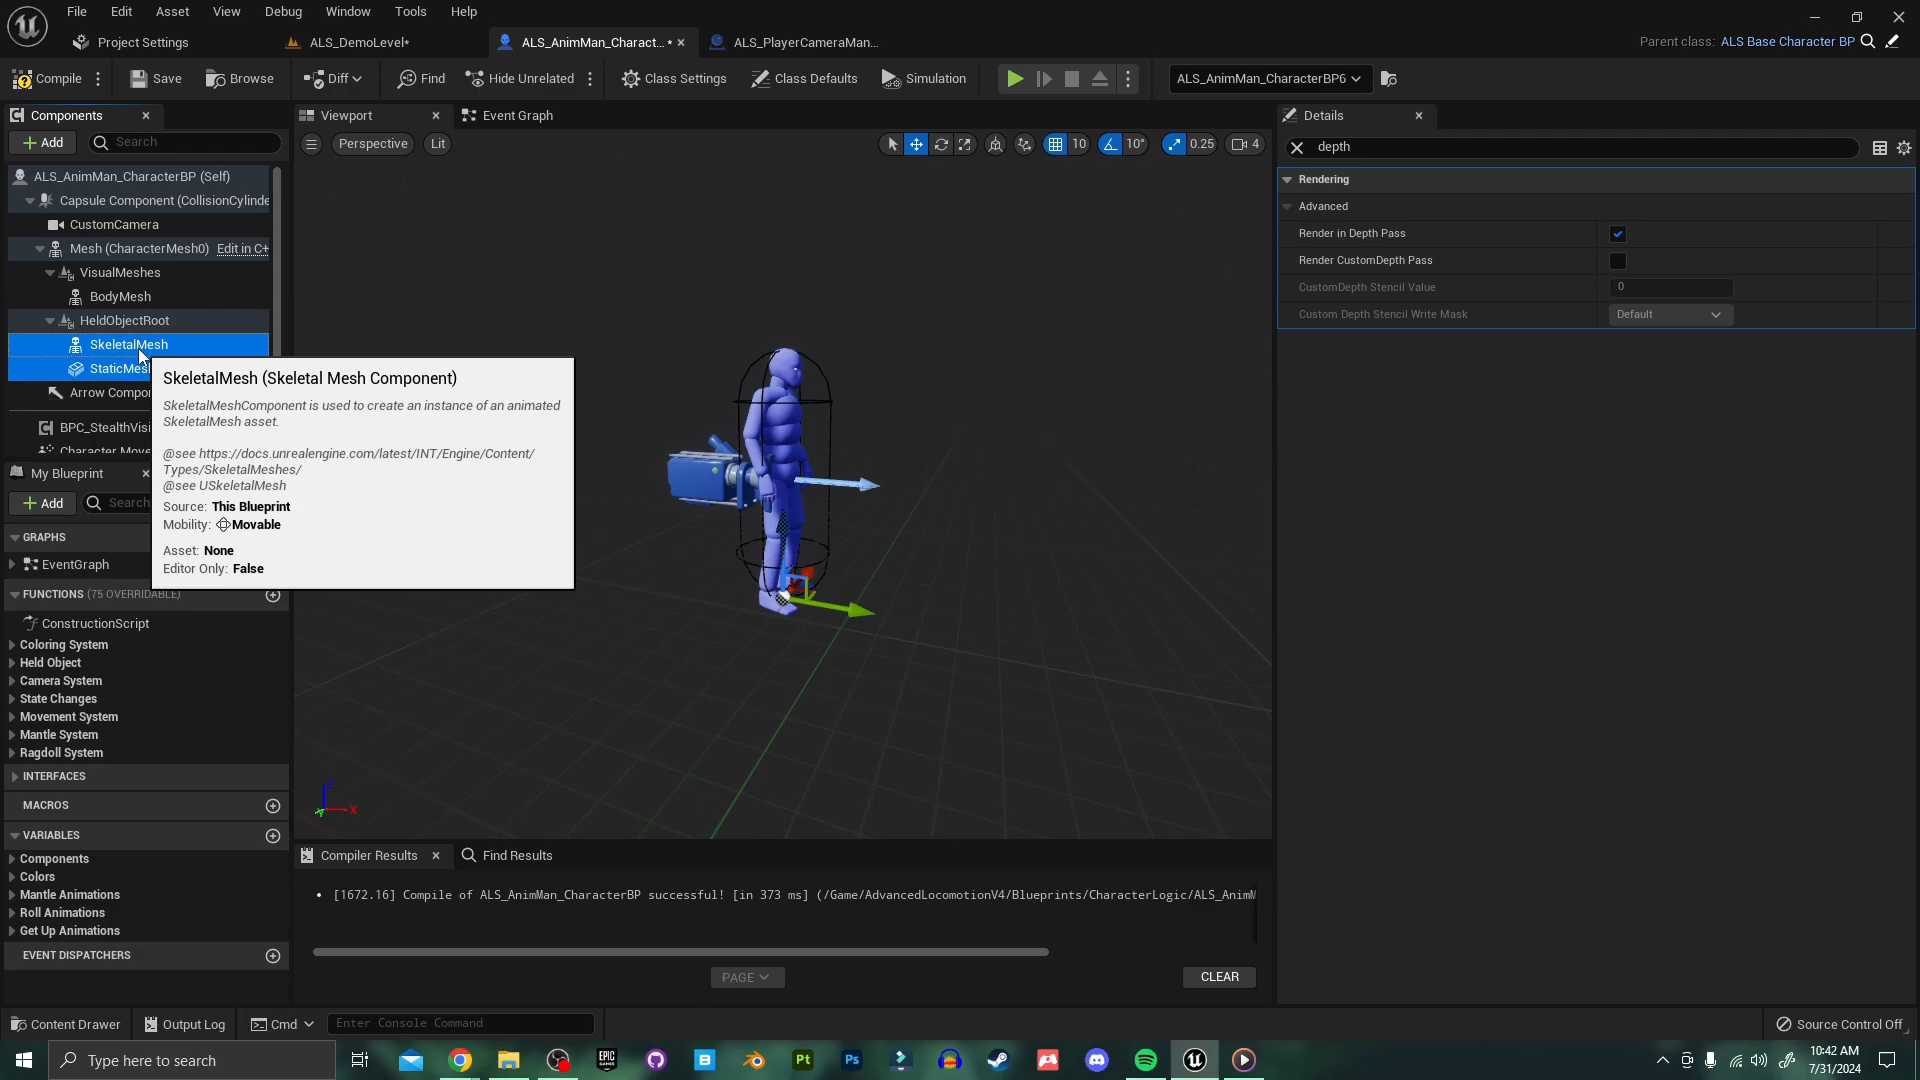 File Edit Asset View Debug Window Tools Help
Project Settings
ALS_DemoLevel*
ALS_AnimMan_Charact... *
ALS_PlayerCameraMan...
Parent class: ALS Base Character BP
Compile
Save
Browse
Diff
Find
Hide Unrelated
Class Settings
Class Defaults
Simulation
ALS_AnimMan_CharacterBP6
Components
Add
Search
ALS_AnimMan_CharacterBP (Self)
Capsule Component (CollisionCylinde
CustomCamera
Mesh (CharacterMesh0) Edit in C+
VisualMeshes
BodyMesh
HeldObjectRoot
SkeletalMesh
StaticMes
Arrow Compo
BPC_StealthVisi
Character Move
My Blueprint
Add
Search
GRAPHS
EventGraph
FUNCTIONS (75 OVERRIDABLE)
ConstructionScript
Coloring System
Held Object
Camera System
State Changes
Movement System
Mantle System
Ragdoll System
INTERFACES
MACROS
VARIABLES
Components
Colors
Mantle Animations
Roll Animations
Get Up Animations
EVENT DISPATCHERS
Viewport
Event Graph
Perspective
Lit
10
10°
0.25
4
SkeletalMesh (Skeletal Mesh Component)
SkeletalMeshComponent is used to create an instance of an animated
SkeletalMesh asset.
@see https://docs.unrealengine.com/latest/INT/Engine/Content/
Types/SkeletalMeshes/
@see USkeletalMesh
Source: This Blueprint
Mobility: Movable
Asset: None
Editor Only: False
Z
X
Y
Compiler Results
Find Results
• [1672.16] Compile of ALS_AnimMan_CharacterBP successful! [in 373 ms] (/Game/AdvancedLocomotionV4/Blueprints/CharacterLogic/ALS_AnimM
PAGE
CLEAR
Details
depth
Rendering
Advanced
Render in Depth Pass
Render CustomDepth Pass
CustomDepth Stencil Value
0
Custom Depth Stencil Write Mask
Default
Content Drawer
Output Log
Cmd
Enter Console Command
Source Control Off
Type here to search
EPIC
GAMES
Pt
Ps
10:42 AM
7/31/2024